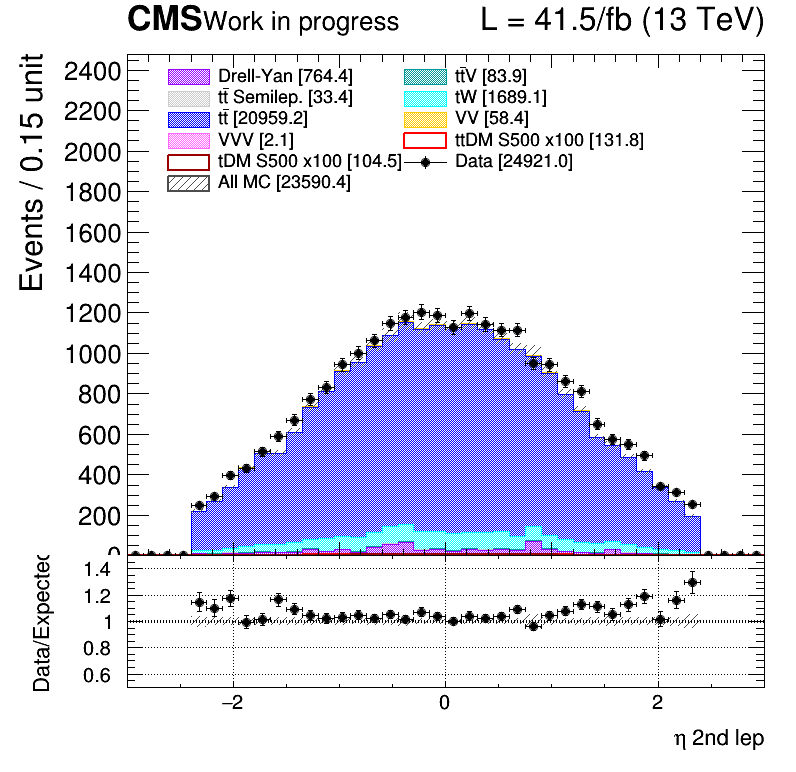 CMS Work in progress L = 41.5/fb (13 TeV)
Events / 0.15 unit
2400
2200
2000
1800
1600
1400
1200
1000
800
600
400
200
0
Drell-Yan [764.4]
tt̄ Semilep. [33.4]
tt̄ [20959.2]
VVV [2.1]
tDM S500 x100 [104.5]
All MC [23590.4]
tt̄V [83.9]
tW [1689.1]
VV [58.4]
ttDM S500 x100 [131.8]
Data [24921.0]
Data/Expected
1.4
1.2
1
0.8
0.6
−2 0 2
η 2nd lep